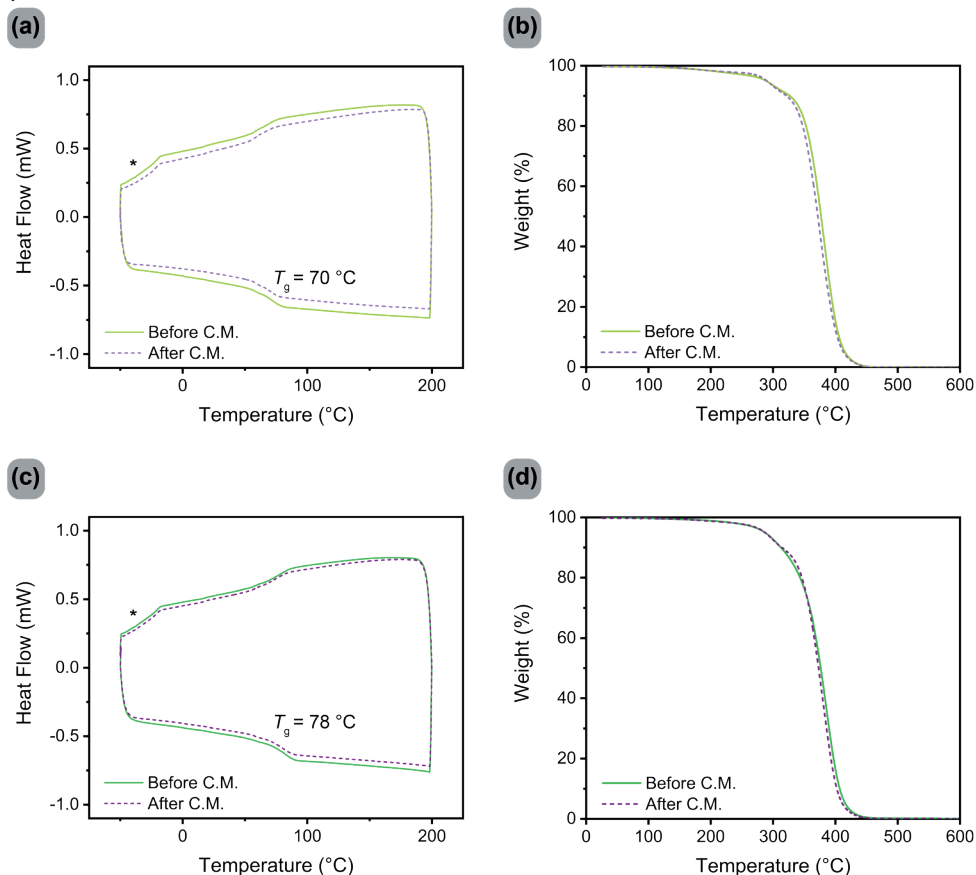 (a)
1.0
0.5
0.0
-0.5
-1.0
Heat Flow (mW)
*
Tg = 70 °C
Before C.M.
After C.M.
0
100
200
Temperature (°C)
(b)
100
80
60
40
20
0
Weight (%)
Before C.M.
After C.M.
0
100
200
300
400
500
600
Temperature (°C)
(c)
1.0
0.5
0.0
-0.5
-1.0
Heat Flow (mW)
*
Tg = 78 °C
Before C.M.
After C.M.
0
100
200
Temperature (°C)
(d)
100
80
60
40
20
0
Weight (%)
Before C.M.
After C.M.
0
100
200
300
400
500
600
Temperature (°C)